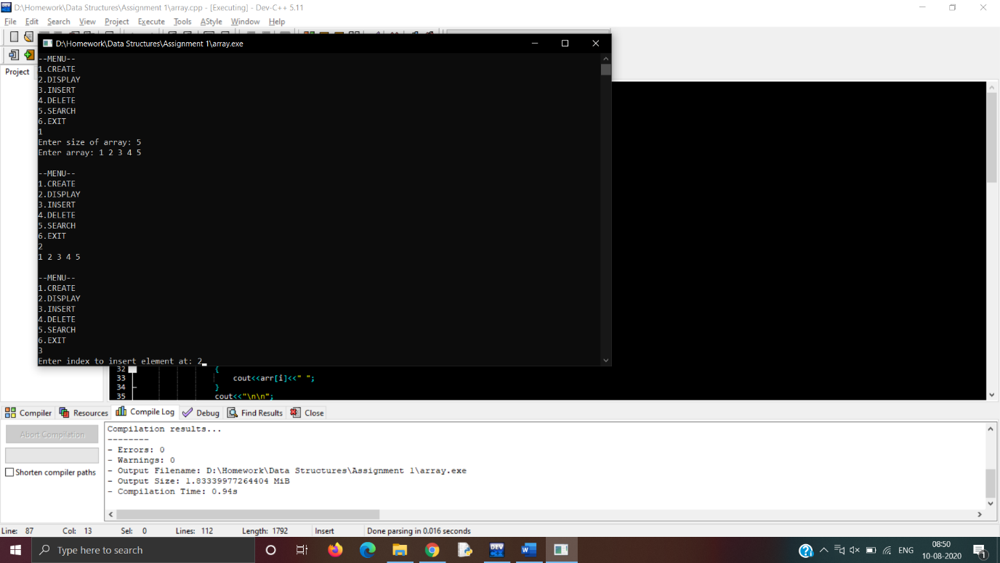 D:\Homework\Data Structures\Assignment 1\array.cpp - [Executing] - Dev-C++ 5.11
File Edit Search View Project Execute Tools AStyle Window Help
D:\Homework\Data Structures\Assignment 1\array.exe
Project
--MENU--
1.CREATE
2.DISPLAY
3.INSERT
4.DELETE
5.SEARCH
6.EXIT
1
Enter size of array: 5
Enter array: 1 2 3 4 5
--MENU--
1.CREATE
2.DISPLAY
3.INSERT
4.DELETE
5.SEARCH
6.EXIT
2
1 2 3 4 5
--MENU--
1.CREATE
2.DISPLAY
3.INSERT
4.DELETE
5.SEARCH
6.EXIT
3
Enter index to insert element at: 2
32 {
33 cout<<arr[i]<<" ";
34 }
35 cout<<"\n\n";
Compiler Resources Compile Log Debug Find Results Close
Abort Compilation
Shorten compiler paths
Compilation results...
--------
- Errors: 0
- Warnings: 0
- Output Filename: D:\Homework\Data Structures\Assignment 1\array.exe
- Output Size: 1.83339977264404 MiB
- Compilation Time: 0.94s
Line: 87 Col: 13 Sel: 0 Lines: 112 Length: 1792 Insert Done parsing in 0.016 seconds
Type here to search
DEV
W
ENG
08:50
10-08-2020
1